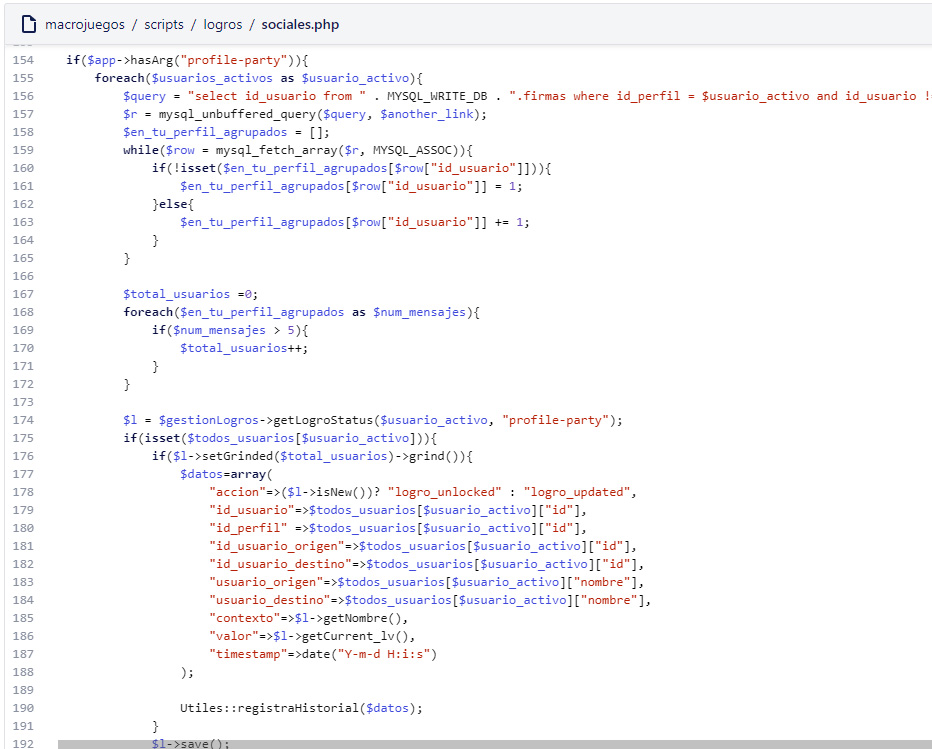 macrojuegos / scripts / logros / sociales.php
154 if($app->hasArg("profile-party")){
155 foreach($usuarios_activos as $usuario_activo){
156 $query = "select id_usuario from " . MYSQL_WRITE_DB . ".firmas where id_perfil = $usuario_activo and id_usuario !
157 $r = mysql_unbuffered_query($query, $another_link);
158 $en_tu_perfil_agrupados = [];
159 while($row = mysql_fetch_array($r, MYSQL_ASSOC)){
160 if(!isset($en_tu_perfil_agrupados[$row["id_usuario"]])){
161 $en_tu_perfil_agrupados[$row["id_usuario"]] = 1;
162 }else{
163 $en_tu_perfil_agrupados[$row["id_usuario"]] += 1;
164 }
165 }
166
167 $total_usuarios =0;
168 foreach($en_tu_perfil_agrupados as $num_mensajes){
169 if($num_mensajes > 5){
170 $total_usuarios++;
171 }
172 }
173
174 $l = $gestionLogros->getLogroStatus($usuario_activo, "profile-party");
175 if(isset($todos_usuarios[$usuario_activo])){
176 if($l->setGrinded($total_usuarios)->grind()){
177 $datos=array(
178 "accion"=>($l->isNew())? "logro_unlocked" : "logro_updated",
179 "id_usuario"=>$todos_usuarios[$usuario_activo]["id"],
180 "id_perfil" =>$todos_usuarios[$usuario_activo]["id"],
181 "id_usuario_origen"=>$todos_usuarios[$usuario_activo]["id"],
182 "id_usuario_destino"=>$todos_usuarios[$usuario_activo]["id"],
183 "usuario_origen"=>$todos_usuarios[$usuario_activo]["nombre"],
184 "usuario_destino"=>$todos_usuarios[$usuario_activo]["nombre"],
185 "contexto"=>$l->getNombre(),
186 "valor"=>$l->getCurrent_lv(),
187 "timestamp"=>date("Y-m-d H:i:s")
188 );
189
190 Utiles::registraHistorial($datos);
191 }
192 $l->save();